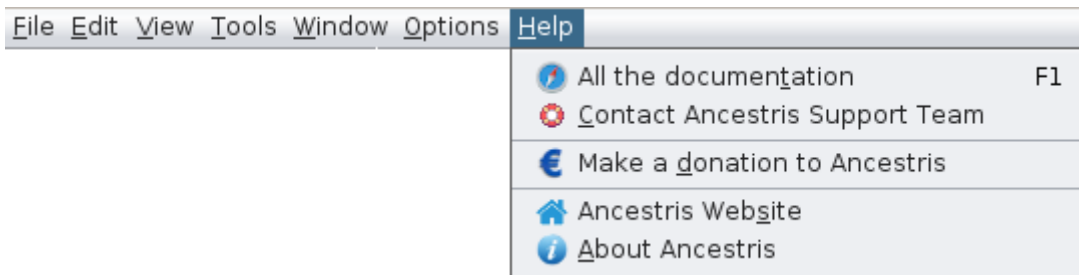 File Edit View Tools Window Options Help
All the documentation F1
Contact Ancestris Support Team
Make a donation to Ancestris
Ancestris Website
About Ancestris